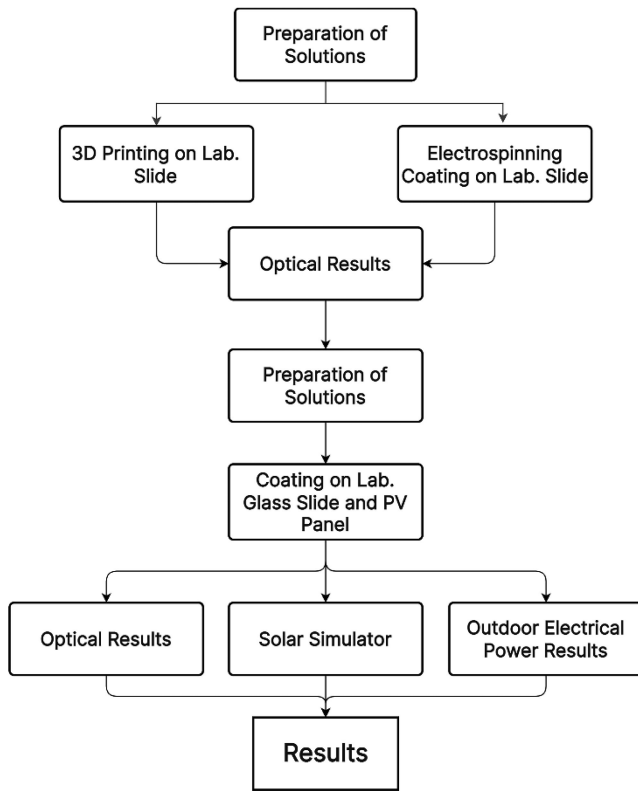 Preparation of
Solutions
3D Printing on Lab.
Slide
Electrospinning
Coating on Lab. Slide
Optical Results
Preparation of
Solutions
Coating on Lab.
Glass Slide and PV
Panel
Optical Results
Solar Simulator
Outdoor Electrical
Power Results
Results